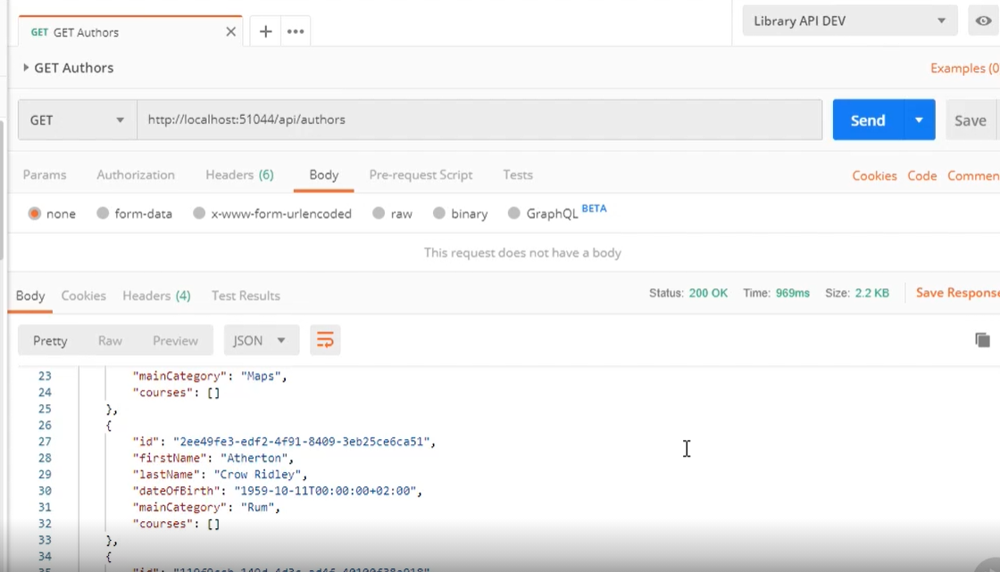 GET GET Authors
Library API DEV
GET Authors
Examples (0
GET http://localhost:51044/api/authors Send Save
Params Authorization Headers (6) Body Pre-request Script Tests Cookies Code Commen
none form-data x-www-form-urlencoded raw binary GraphQL BETA
This request does not have a body
Body Cookies Headers (4) Test Results Status: 200 OK Time: 969ms Size: 2.2 KB Save Response
Pretty Raw Preview JSON
23 "mainCategory": "Maps",
24 "courses": []
25 },
26 {
27 "id": "2ee49fe3-edf2-4f91-8409-3eb25ce6ca51",
28 "firstName": "Atherton",
29 "lastName": "Crow Ridley",
30 "dateOfBirth": "1959-10-11T00:00:00+02:00",
31 "mainCategory": "Rum",
32 "courses": []
33 },
34 {
35 "id":